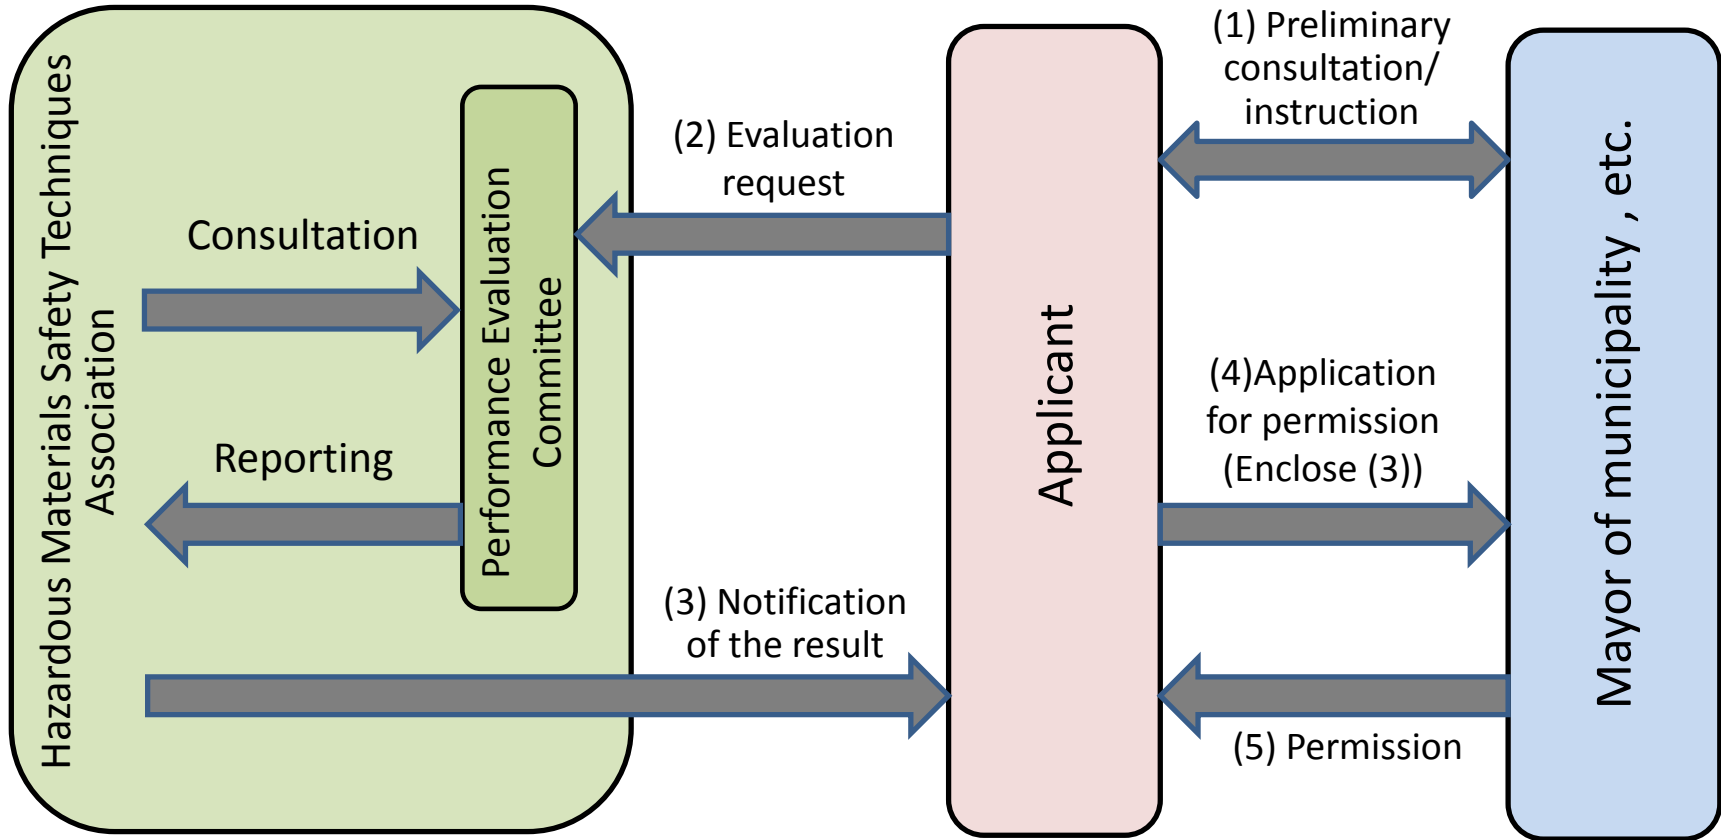 Hazardous Materials Safety Techniques
Association
Consultation
Reporting
Performance Evaluation
Committee
(2) Evaluation
request
(3) Notification
of the result
Applicant
(1) Preliminary
consultation/
instruction
(4)Application
for permission
(Enclose (3))
(5) Permission
Mayor of municipality , etc.